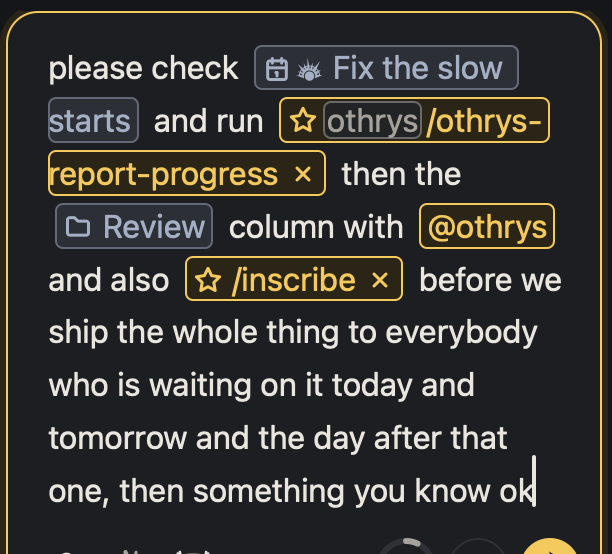 please check Fix the slow
starts and run othrys /othrys-
report-progress × then the
Review column with @othrys
and also /inscribe × before we
ship the whole thing to everybody
who is waiting on it today and
tomorrow and the day after that
one, then something you know ok